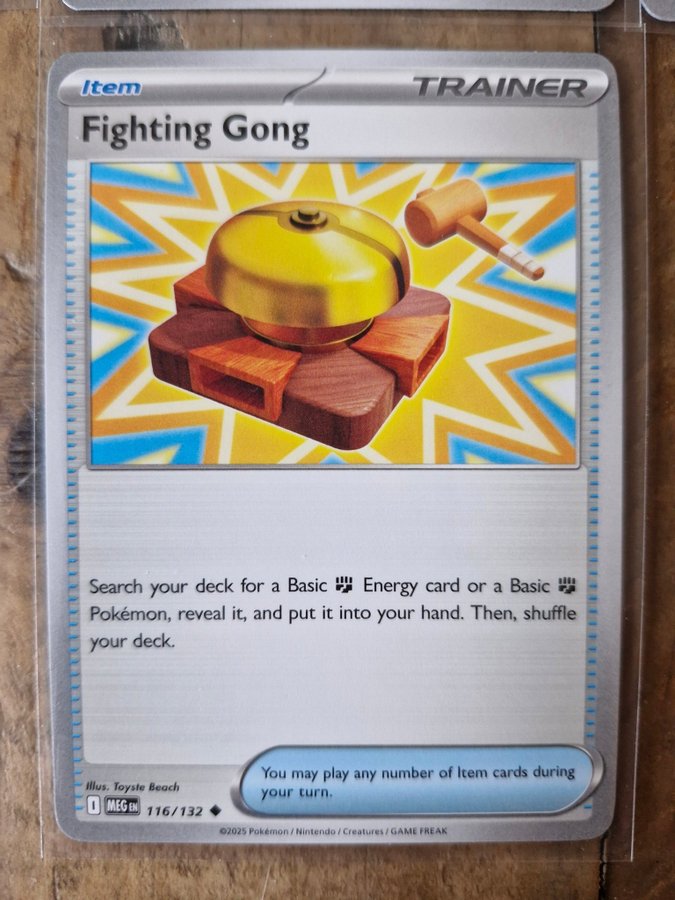 Item TRAINER
Fighting Gong
Search your deck for a Basic Energy card or a Basic
Pokémon, reveal it, and put it into your hand. Then, shuffle
your deck.
You may play any number of Item cards during
your turn.
Illus. Toyste Beach
I MEG EN 116/132
©2025 Pokémon / Nintendo / Creatures / GAME FREAK